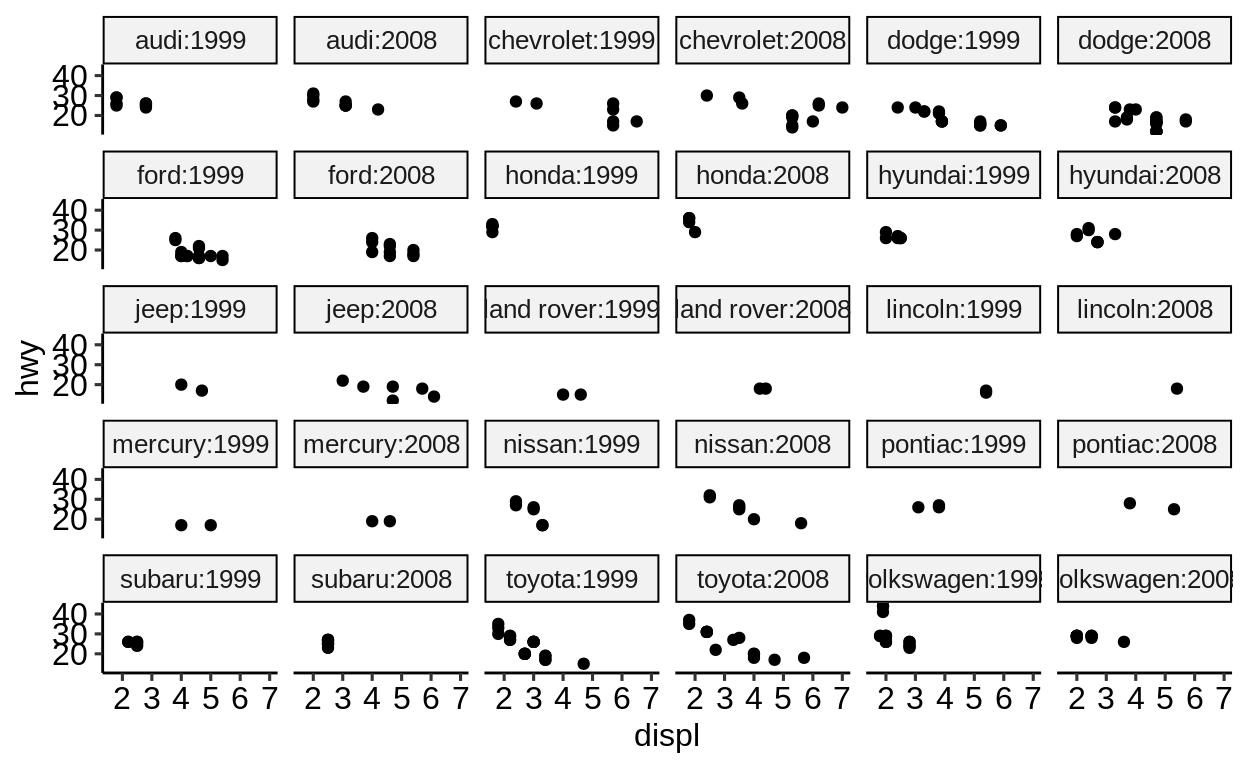 audi:1999 audi:2008 chevrolet:1999 chevrolet:2008 dodge:1999 dodge:2008
40
30
20
ford:1999 ford:2008 honda:1999 honda:2008 hyundai:1999 hyundai:2008
40
30
20
jeep:1999 jeep:2008 land rover:1999 land rover:2008 lincoln:1999 lincoln:2008
hwy
40
30
20
mercury:1999 mercury:2008 nissan:1999 nissan:2008 pontiac:1999 pontiac:2008
40
30
20
subaru:1999 subaru:2008 toyota:1999 toyota:2008 olkswagen:199 olkswagen:200
40
30
20
2 3 4 5 6 7 2 3 4 5 6 7 2 3 4 5 6 7 2 3 4 5 6 7 2 3 4 5 6 7 2 3 4 5 6 7
displ